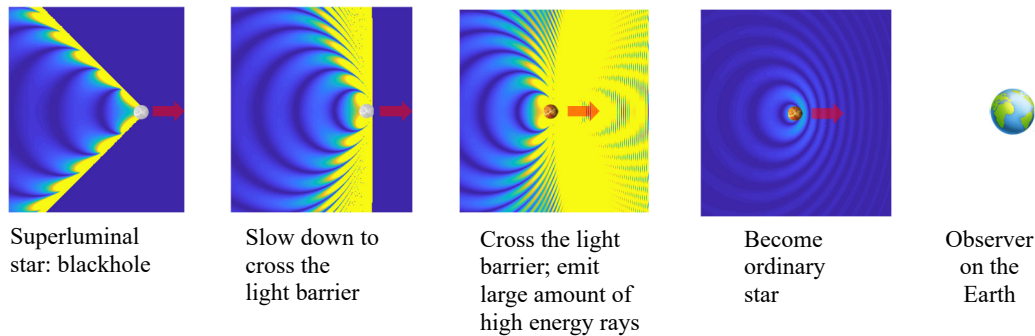 Superluminal
star: blackhole
Slow down to
cross the
light barrier
Cross the light
barrier; emit
large amount of
high energy rays
Become
ordinary
star
Observer
on the
Earth